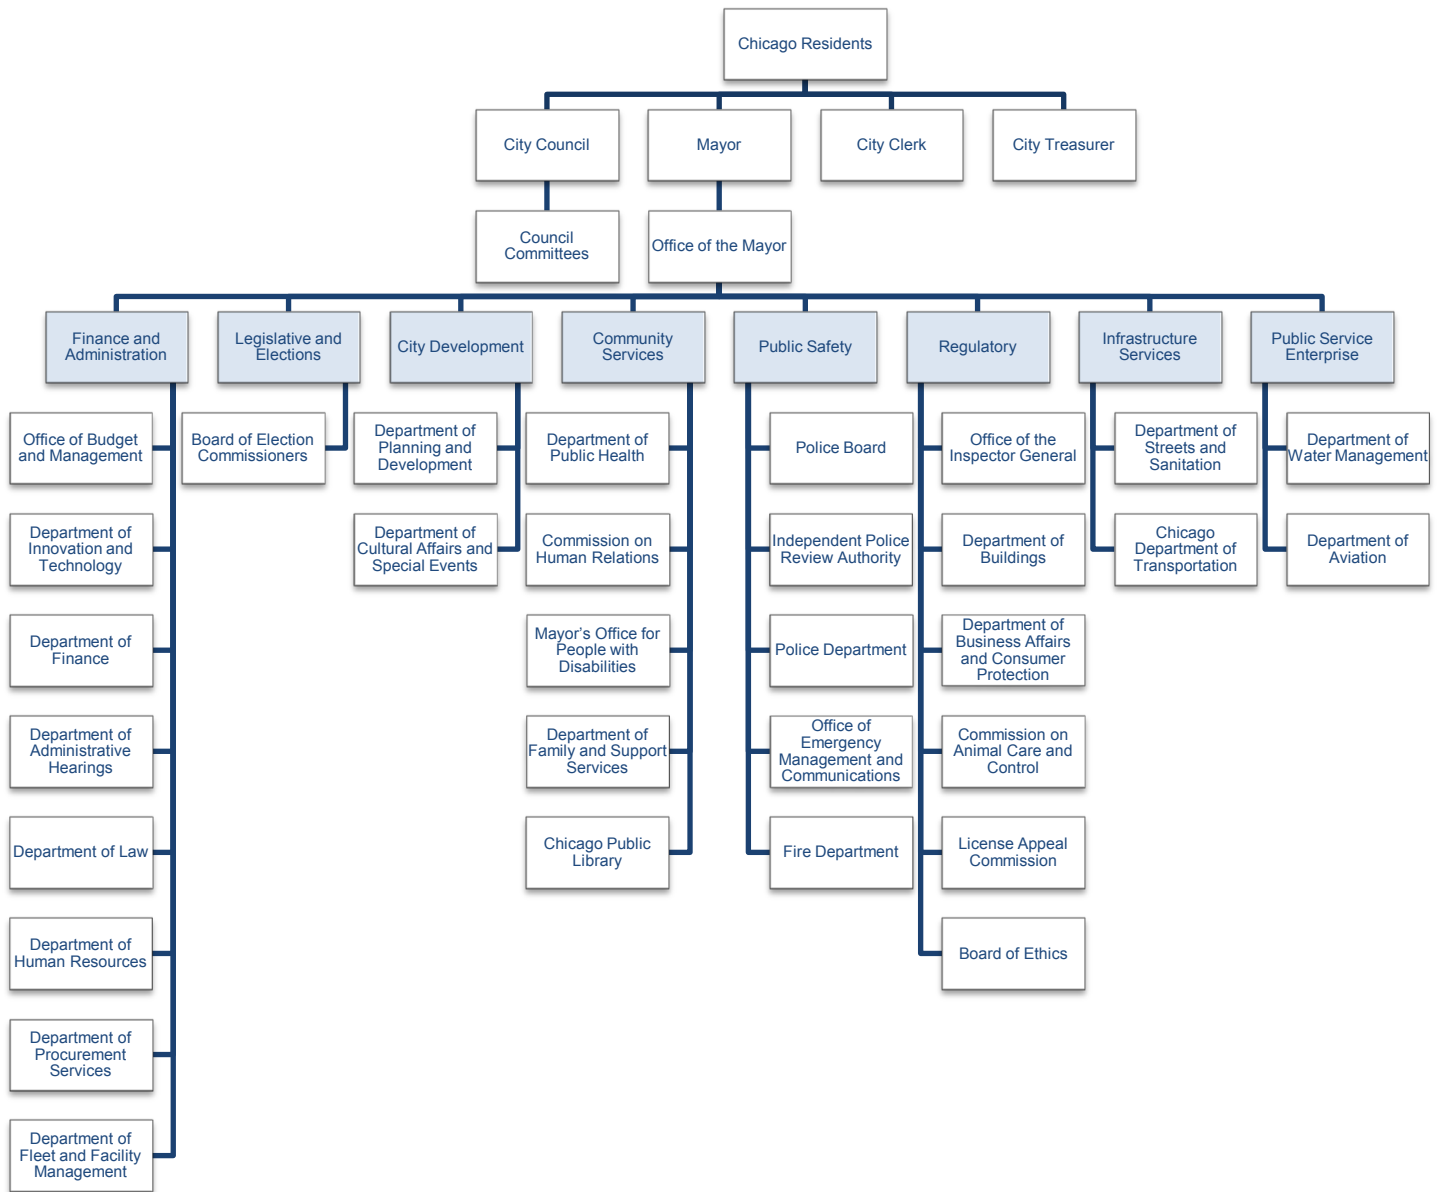 Chicago Residents
City Council
Mayor
City Clerk
City Treasurer
Council
Committees
Office of the Mayor
Finance and
Administration
Legislative and
Elections
City Development
Community
Services
Public Safety
Regulatory
Infrastructure
Services
Public Service
Enterprise
Office of Budget
and Management
Department of
Innovation and
Technology
Department of
Finance
Department of
Administrative
Hearings
Department of Law
Department of
Human Resources
Department of
Procurement
Services
Department of
Fleet and Facility
Management
Board of Election
Commissioners
Department of
Planning and
Development
Department of
Cultural Affairs and
Special Events
Department of
Public Health
Commission on
Human Relations
Mayor’s Office for
People with
Disabilities
Department of
Family and Support
Services
Chicago Public
Library
Police Board
Independent Police
Review Authority
Police Department
Office of
Emergency
Management and
Communications
Fire Department
Office of the
Inspector General
Department of
Buildings
Department of
Business Affairs
and Consumer
Protection
Commission on
Animal Care and
Control
License Appeal
Commission
Board of Ethics
Department of
Streets and
Sanitation
Chicago
Department of
Transportation
Department of
Water Management
Department of
Aviation